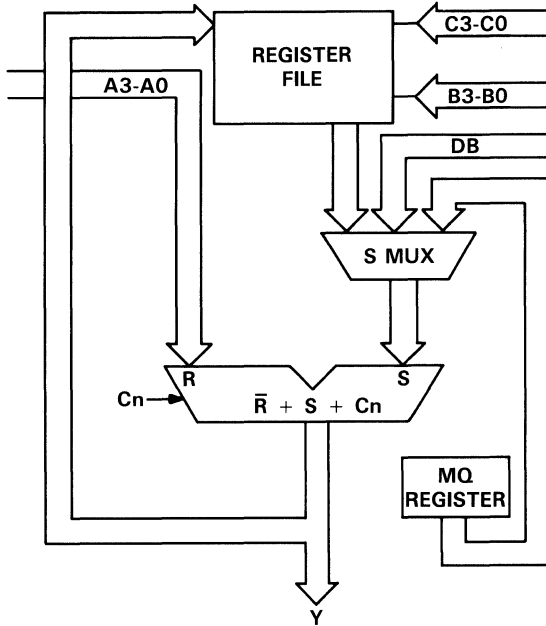 C3-C0
REGISTER
FILE
A3-A0
B3-B0
DB
S MUX
R
S
Cn
R̅ + S + Cn
MQ
REGISTER
Y